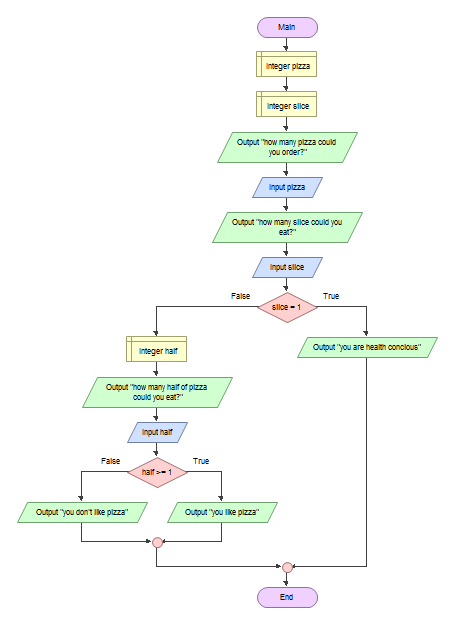 Main
Integer pizza
Integer slice
Output "how many pizza could
you order?"
Input pizza
Output "how many slice could you
eat?"
Input slice
False
True
slice = 1
Integer half
Output "you are health concious"
Output "how many half of pizza
could you eat?"
Input half
False
True
half >= 1
Output "you don't like pizza"
Output "you like pizza"
End